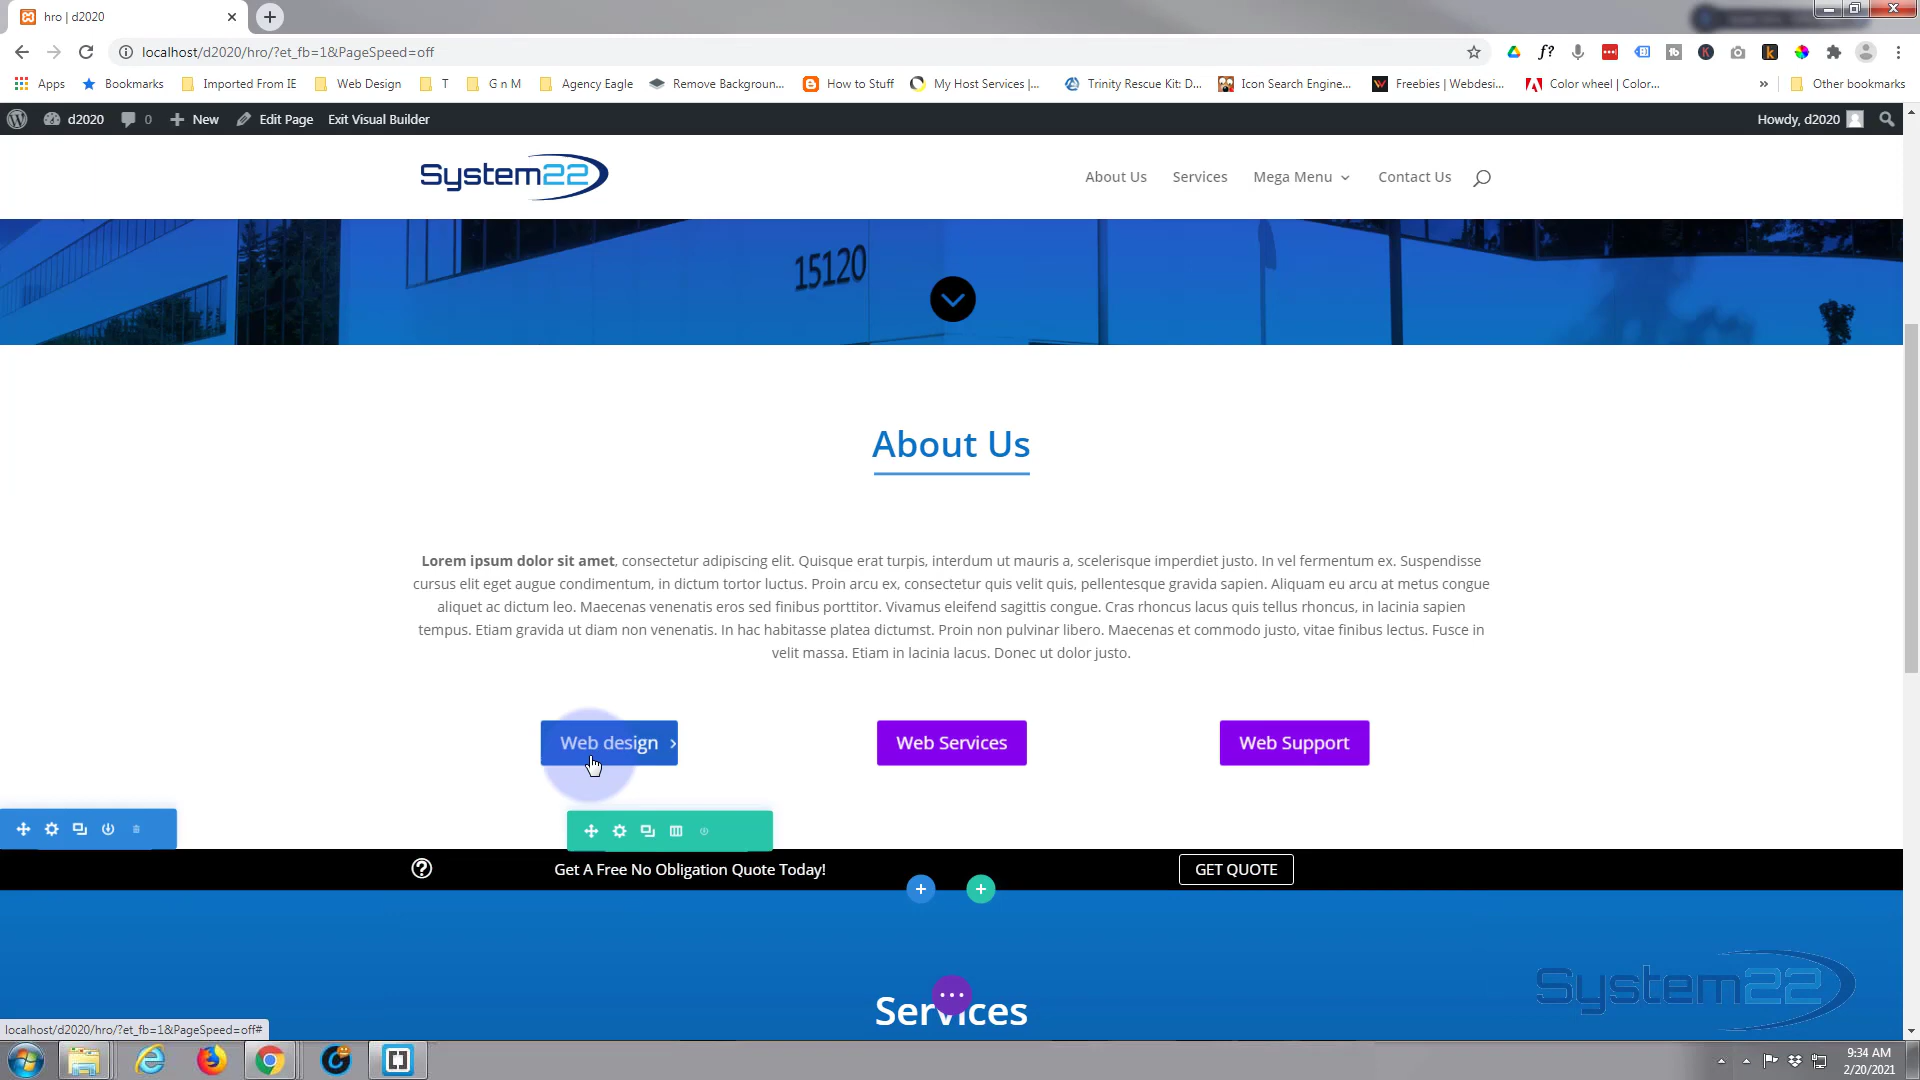 hro | d2020
localhost/d2020/hro/?et_fb=1&PageSpeed=off
f?
Apps
Bookmarks
Imported From IE
Web Design
T
G n M
Agency Eagle
Remove Backgroun...
How to Stuff
My Host Services |...
Trinity Rescue Kit: D...
Icon Search Engine...
Freebies | Webdesi...
Color wheel | Color...
»
Other bookmarks
d2020
0
New
Edit Page
Exit Visual Builder
Howdy, d2020
System22
About Us
Services
Mega Menu
Contact Us
15120
About Us
Lorem ipsum dolor sit amet, consectetur adipiscing elit. Quisque erat turpis, interdum ut mauris a, scelerisque imperdiet justo. In vel fermentum ex. Suspendisse
cursus elit eget augue condimentum, in dictum tortor luctus. Proin arcu ex, consectetur quis velit quis, pellentesque gravida sapien. Aliquam eu arcu at metus congue
aliquet ac dictum leo. Maecenas venenatis eros sed finibus porttitor. Vivamus eleifend sagittis congue. Cras rhoncus lacus quis tellus rhoncus, in lacinia sapien
tempus. Etiam gravida ut diam non venenatis. In hac habitasse platea dictumst. Proin non pulvinar libero. Maecenas et commodo justo, vitae finibus lectus. Fusce in
velit massa. Etiam in lacinia lacus. Donec ut dolor justo.
Web design
Web Services
Web Support
Get A Free No Obligation Quote Today!
GET QUOTE
Services
System22
localhost/d2020/hro/?et_fb=1&PageSpeed=off#
9:34 AM
2/20/2021